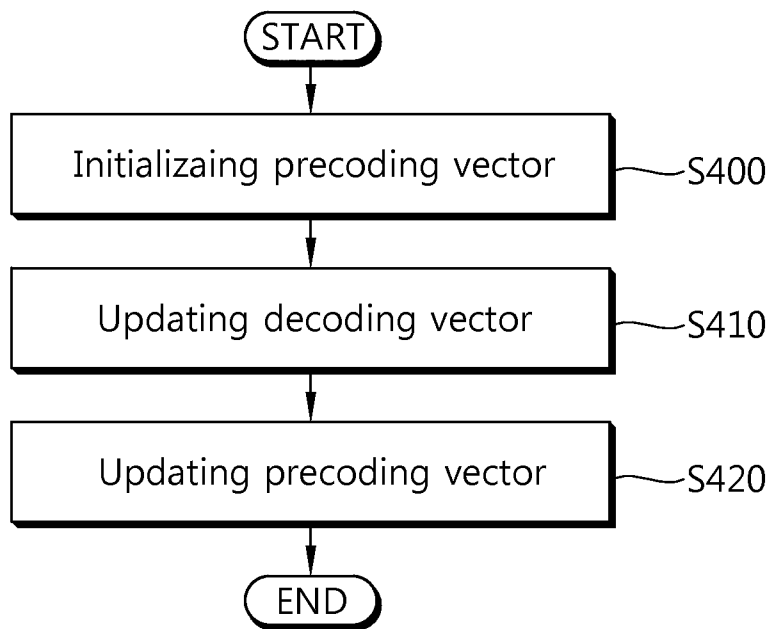 START
Initializaing precoding vector
S400
Updating decoding vector
S410
Updating precoding vector
S420
END